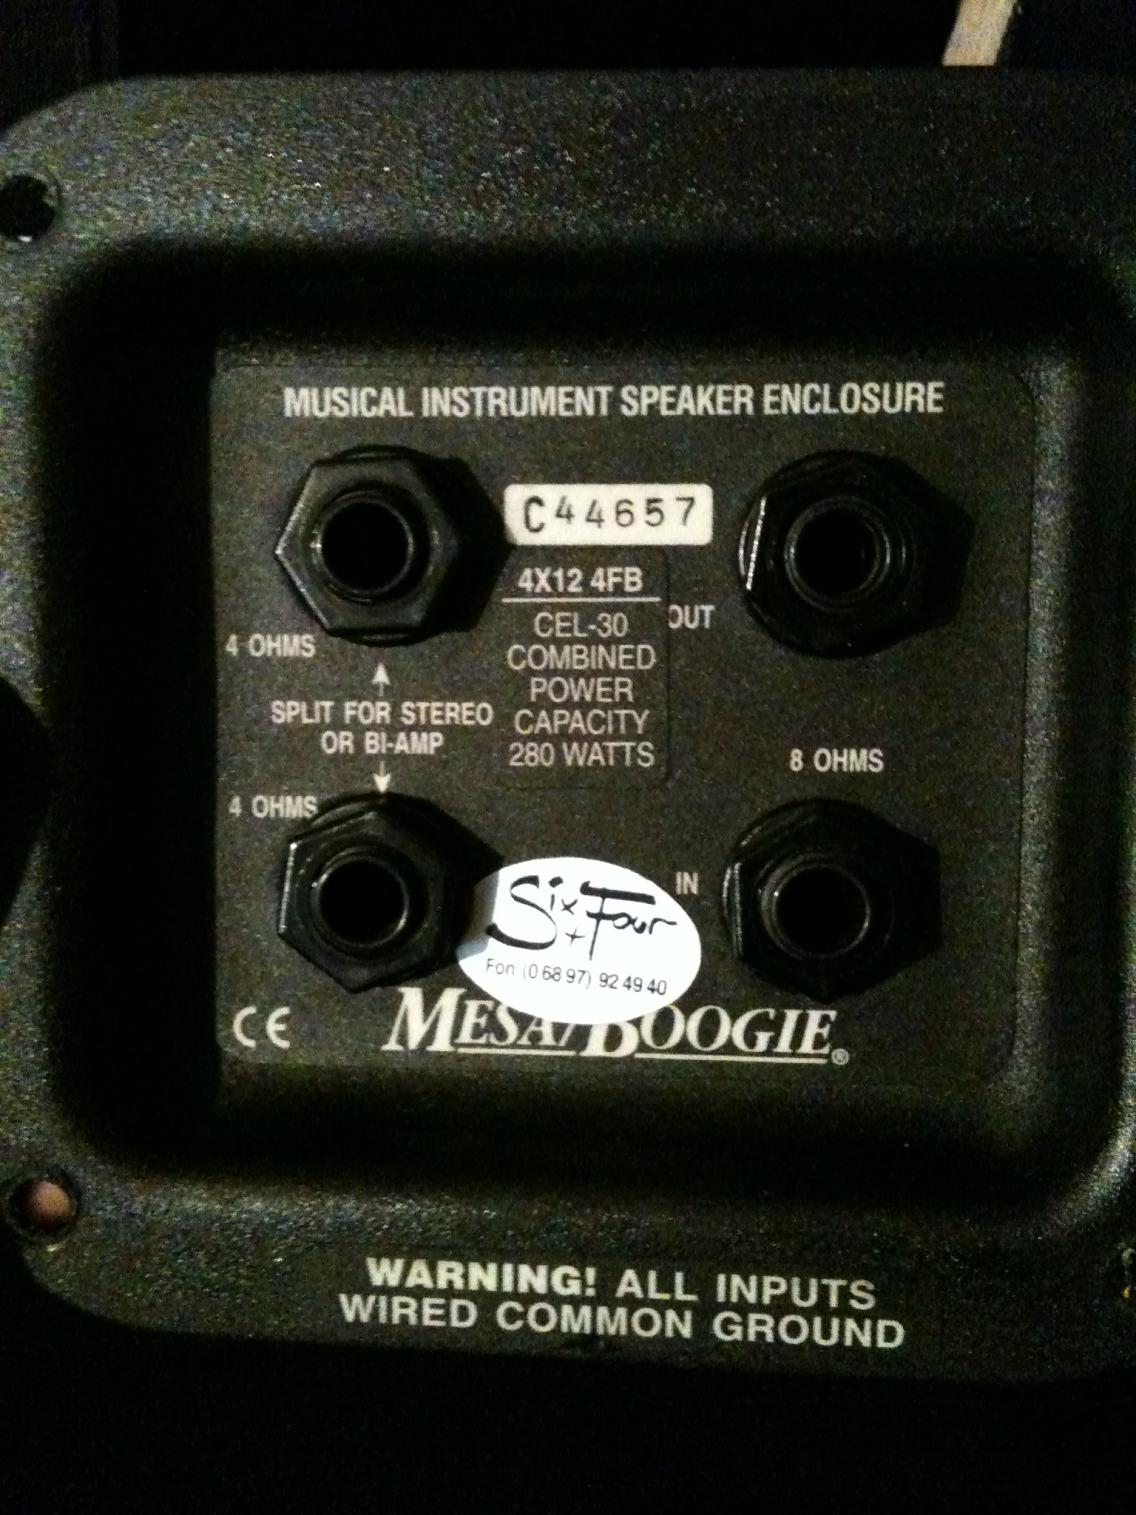 MUSICAL INSTRUMENT SPEAKER ENCLOSURE
C44657
4X12 4FB
CEL-30
COMBINED
POWER
CAPACITY
280 WATTS
4 OHMS
SPLIT FOR STEREO
OR BI-AMP
4 OHMS
OUT
8 OHMS
IN
Six + Four
Fon (0 68 97) 92 49 40
CE
MESA/BOOGIE®
WARNING! ALL INPUTS
WIRED COMMON GROUND